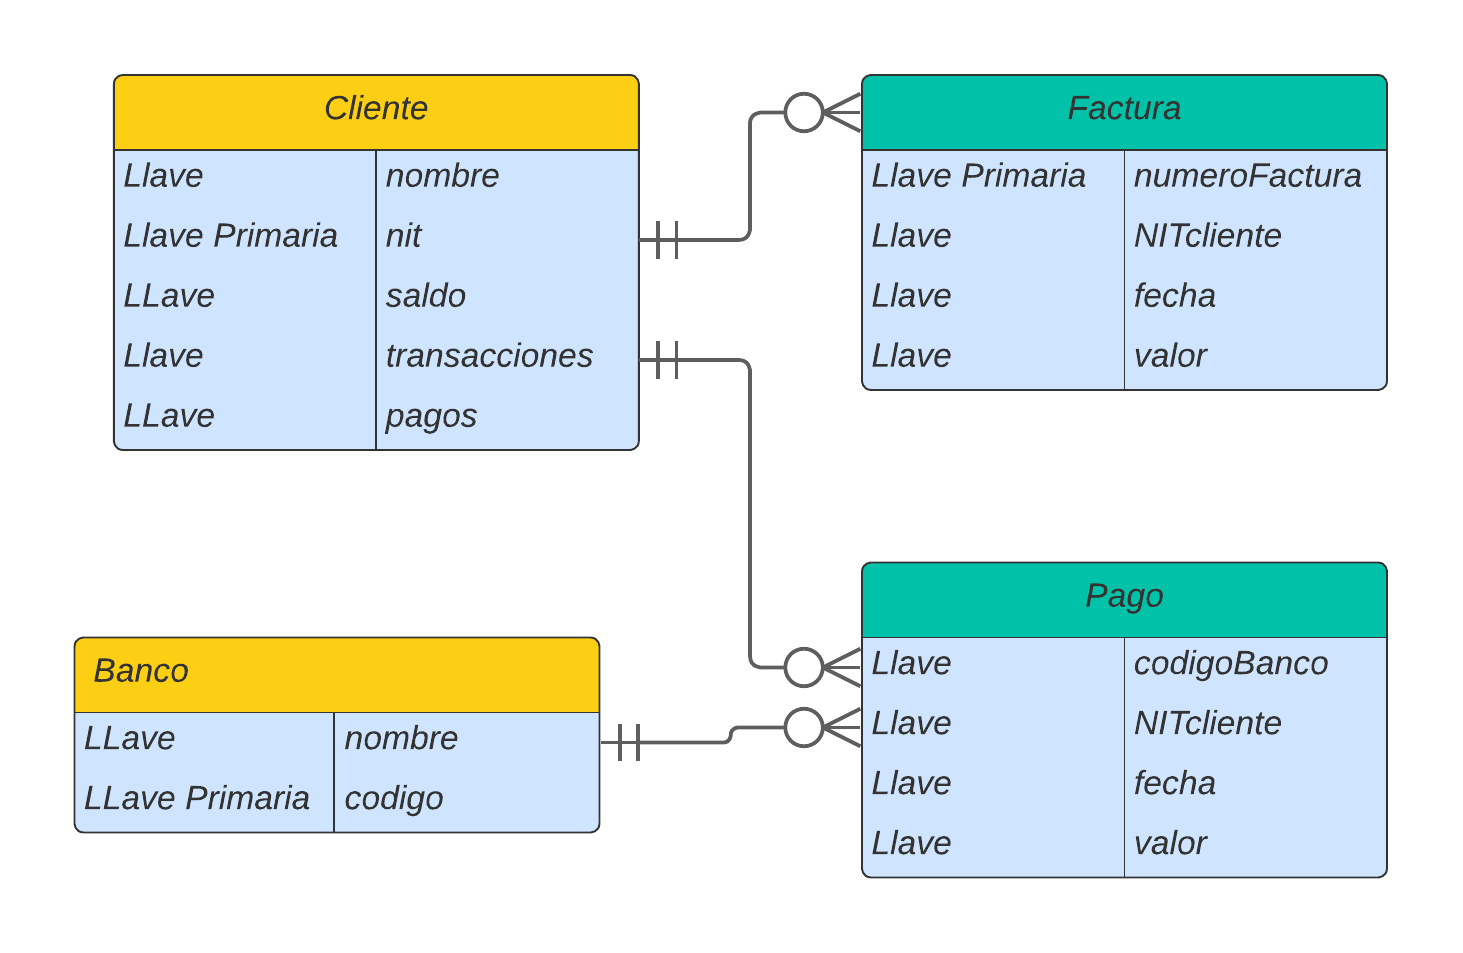 Cliente
Llave nombre
Llave Primaria nit
LLave saldo
Llave transacciones
LLave pagos
Factura
Llave Primaria numeroFactura
Llave NITcliente
Llave fecha
Llave valor
Banco
LLave nombre
LLave Primaria codigo
Pago
Llave codigoBanco
Llave NITcliente
Llave fecha
Llave valor